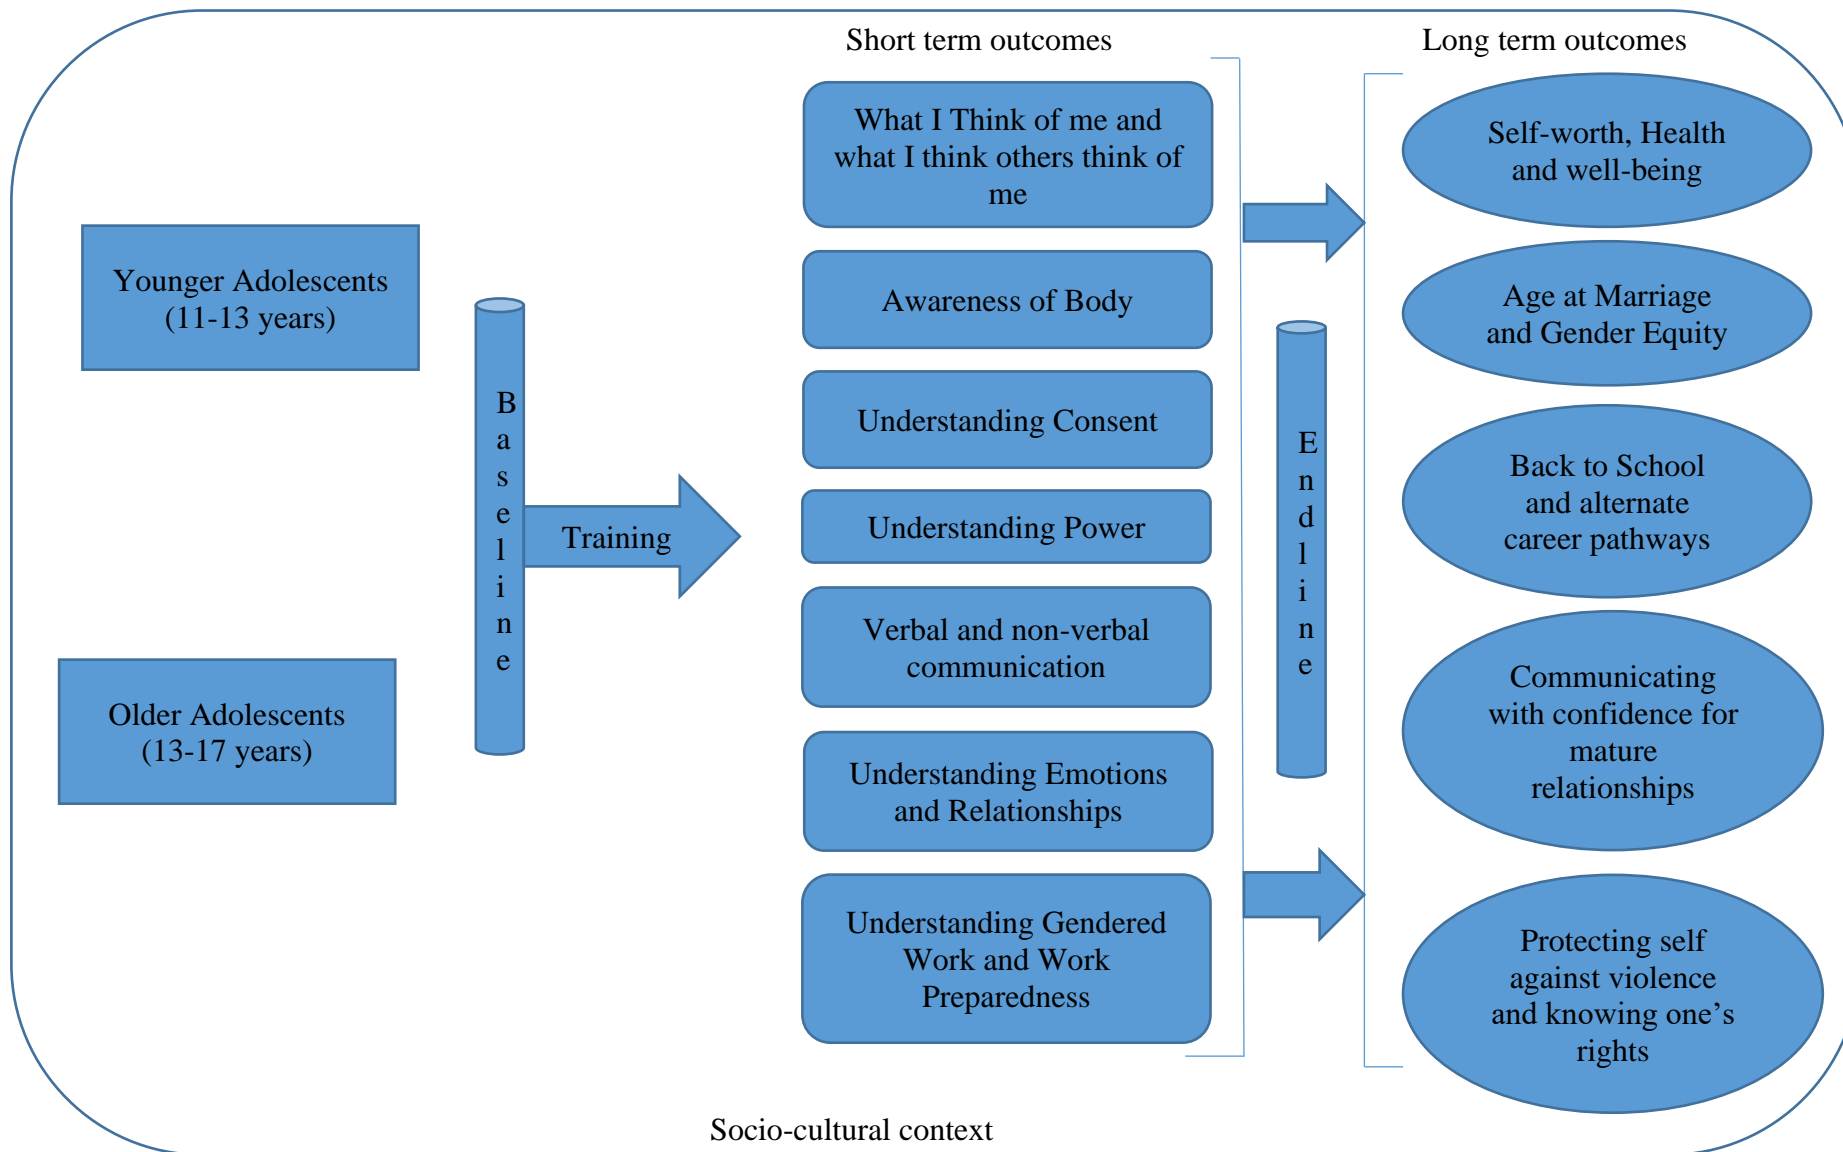 Short term outcomes
Long term outcomes
Younger Adolescents
(11-13 years)
Older Adolescents
(13-17 years)
Baseline
Training
What I Think of me and
what I think others think of
me
Awareness of Body
Understanding Consent
Understanding Power
Verbal and non-verbal
communication
Understanding Emotions
and Relationships
Understanding Gendered
Work and Work
Preparedness
Endline
Self-worth, Health
and well-being
Age at Marriage
and Gender Equity
Back to School
and alternate
career pathways
Communicating
with confidence for
mature
relationships
Protecting self
against violence
and knowing one’s
rights
Socio-cultural context